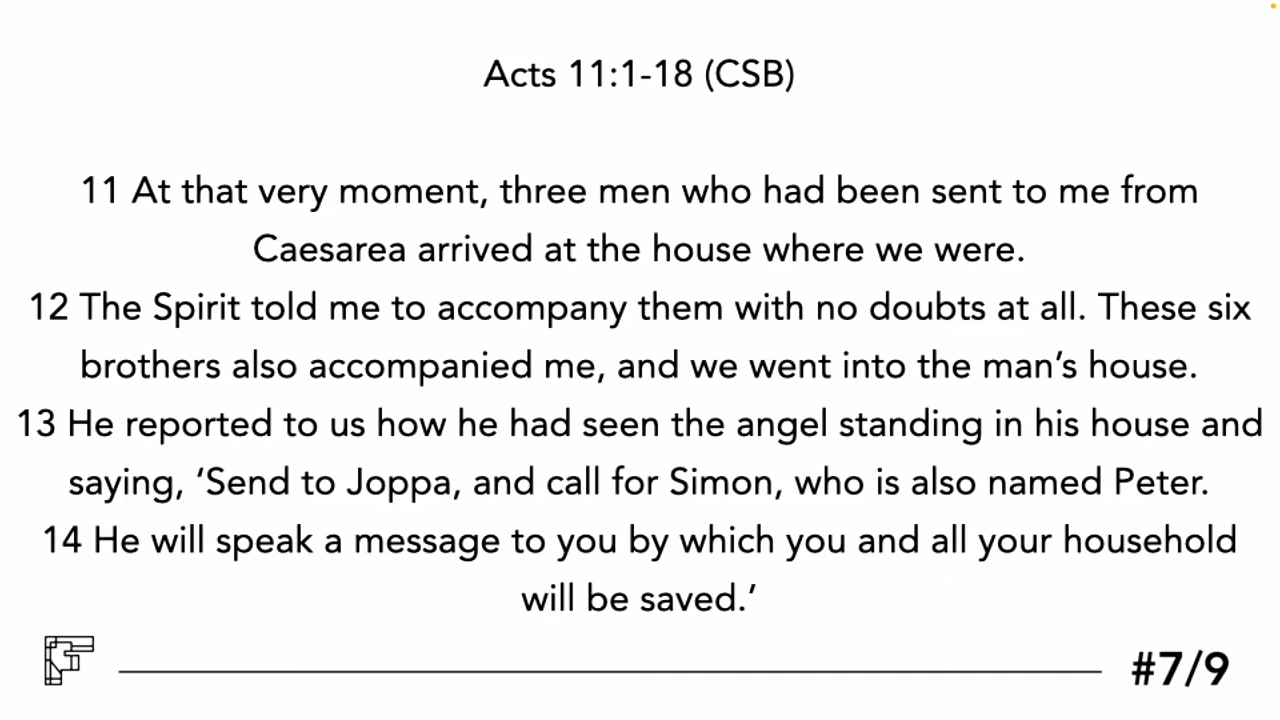 Acts 11:1-18 (CSB)
11 At that very moment, three men who had been sent to me from
Caesarea arrived at the house where we were.
12 The Spirit told me to accompany them with no doubts at all. These six
brothers also accompanied me, and we went into the man’s house.
13 He reported to us how he had seen the angel standing in his house and
saying, ‘Send to Joppa, and call for Simon, who is also named Peter.
14 He will speak a message to you by which you and all your household
will be saved.’
#7/9